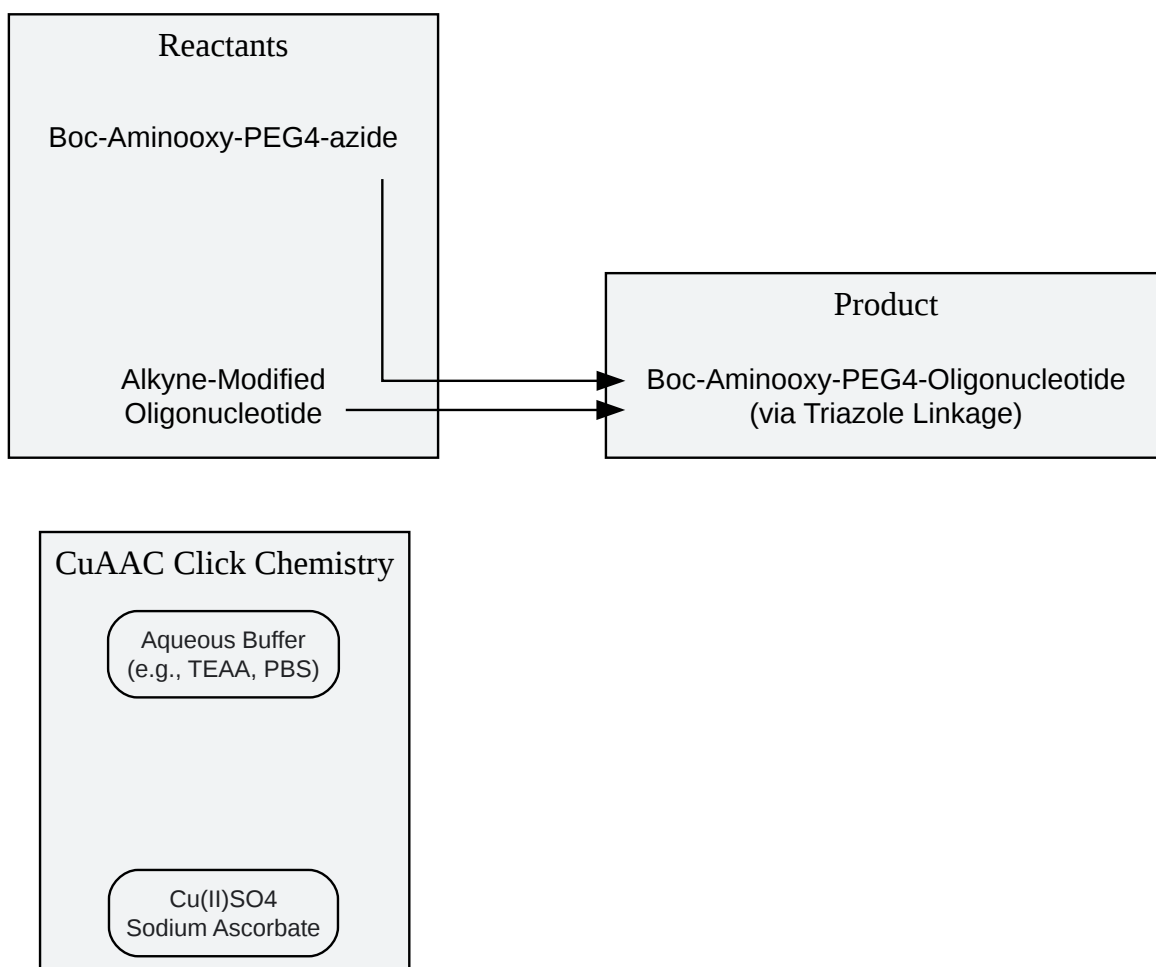 Reactants
Boc-Aminooxy-PEG4-azide
Alkyne-Modified
Oligonucleotide
Product
Boc-Aminooxy-PEG4-Oligonucleotide
(via Triazole Linkage)
CuAAC Click Chemistry
Aqueous Buffer
(e.g., TEAA, PBS)
Cu(II)SO4
Sodium Ascorbate